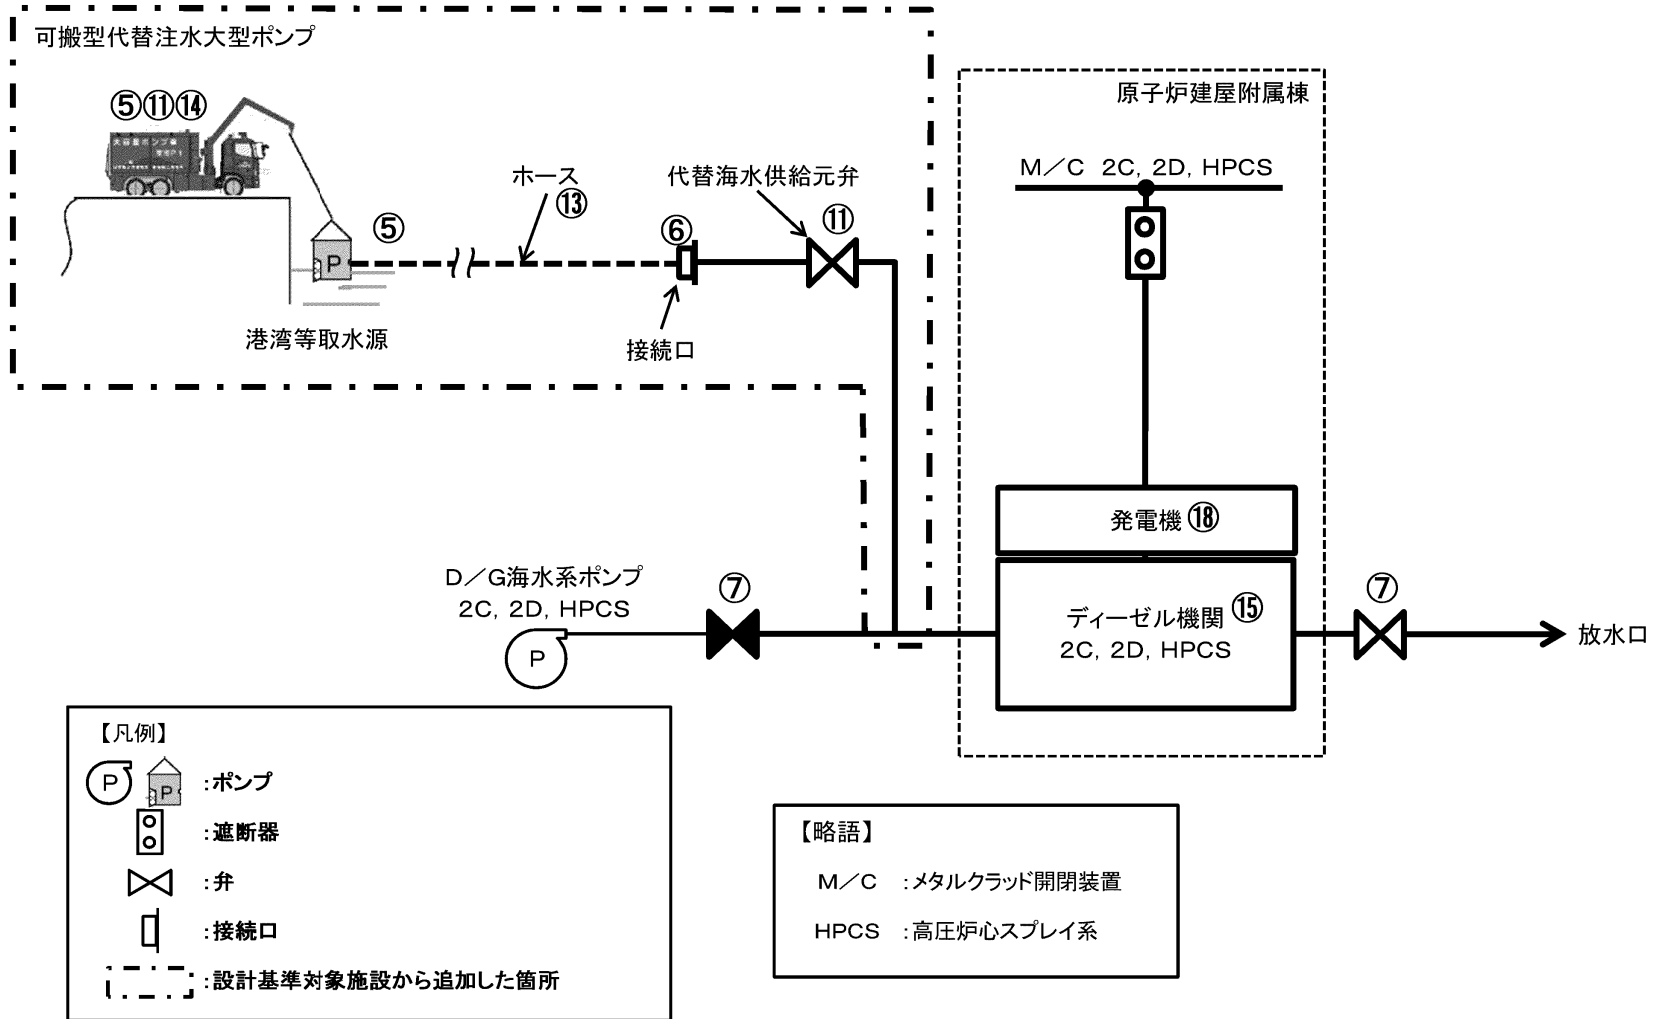 可搬型代替注水大型ポンプ
⑤⑪⑭
P
⑤
港湾等取水源
ホース
⑬
⑥
接続口
代替海水供給元弁
⑪
原子炉建屋附属棟
M/C 2C, 2D, HPCS
発電機⑱
ディーゼル機関⑮
2C, 2D, HPCS
D/G海水系ポンプ
2C, 2D, HPCS
P
⑦
⑦
放水口
【凡例】
P P :ポンプ
:遮断器
:弁
:接続口
:設計基準対象施設から追加した箇所
【略語】
M/C :メタルクラッド開閉装置
HPCS :高圧炉心スプレイ系